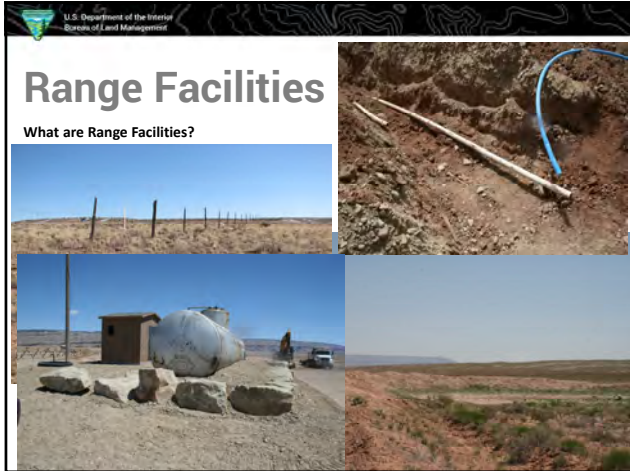 U.S. Department of the Interior
Bureau of Land Management
Range Facilities
What are Range Facilities?